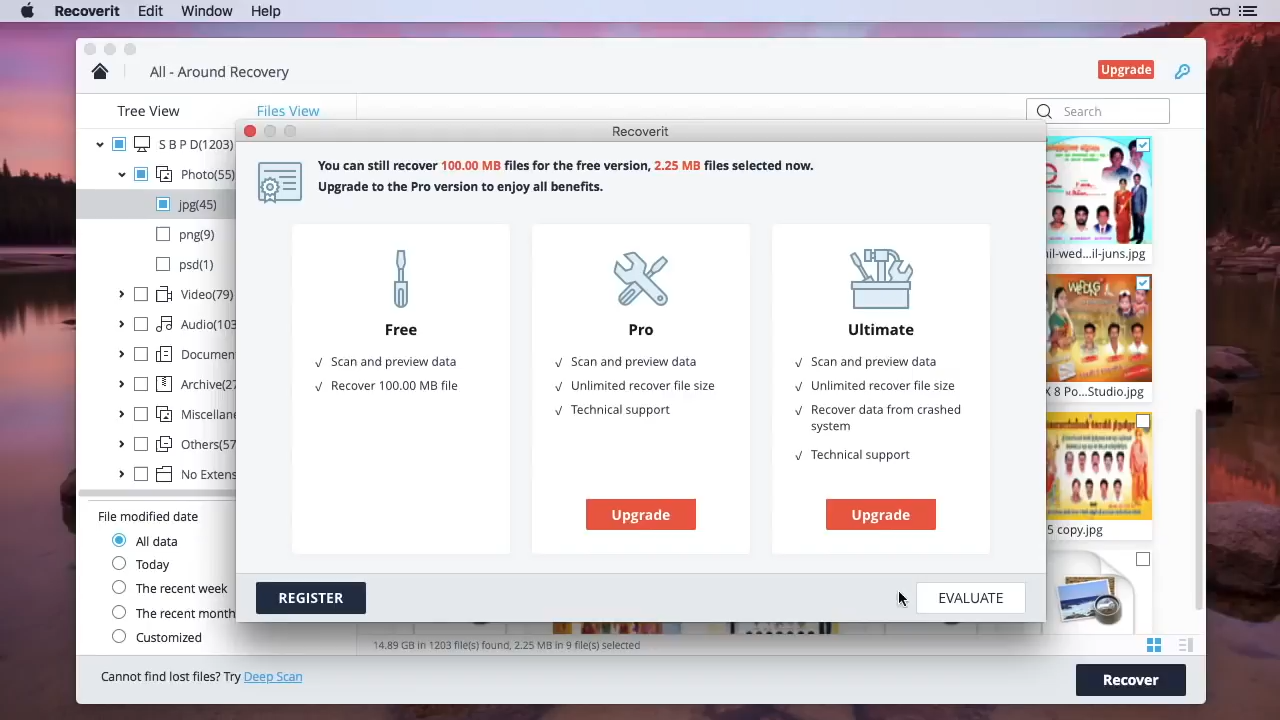 Recoverit Edit Window Help
All - Around Recovery
Upgrade
Tree View Files View
Search
S B P D(1203)
Photo(55)
jpg(45)
png(9)
psd(1)
Video(79)
Audio(103
Documen
Archive(27
Miscellane
Others(57
No Extens
File modified date
All data
Today
The recent week
The recent month
Customized
Recoverit
You can still recover 100.00 MB files for the free version, 2.25 MB files selected now.
Upgrade to the Pro version to enjoy all benefits.
Free
√ Scan and preview data
√ Recover 100.00 MB file
Pro
√ Scan and preview data
√ Unlimited recover file size
√ Technical support
Upgrade
Ultimate
√ Scan and preview data
√ Unlimited recover file size
√ Recover data from crashed
system
√ Technical support
Upgrade
REGISTER
EVALUATE
il-wed...il-juns.jpg
WEDDING
X 8 Po...Studio.jpg
5 copy.jpg
14.89 GB in 1203 file(s) found, 2.25 MB in 9 file(s) selected
Cannot find lost files? Try Deep Scan
Recover